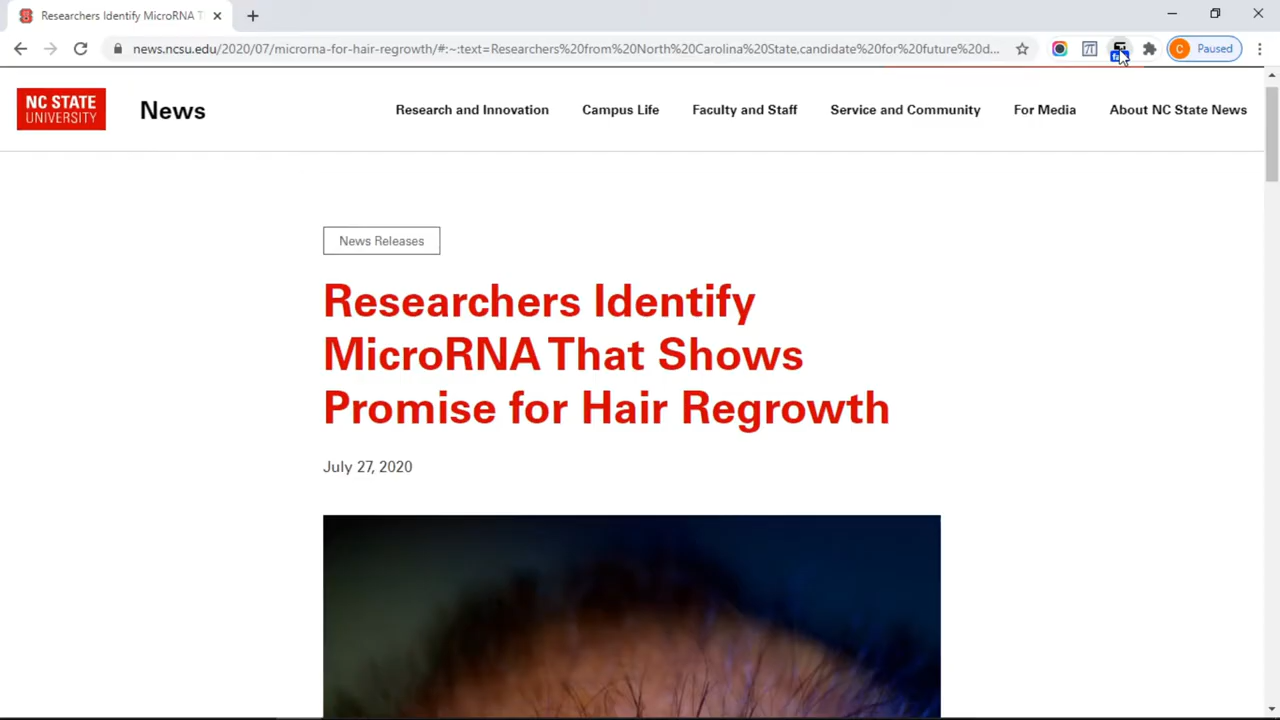 Researchers Identify MicroRNA T
news.ncsu.edu/2020/07/microrna-for-hair-regrowth/#:~:text=Researchers%20from%20North%20Carolina%20State,candidate%20for%20future%20d...
C Paused
NC STATE
UNIVERSITY
News
Research and Innovation Campus Life Faculty and Staff Service and Community For Media About NC State News
News Releases
Researchers Identify
MicroRNA That Shows
Promise for Hair Regrowth
July 27, 2020